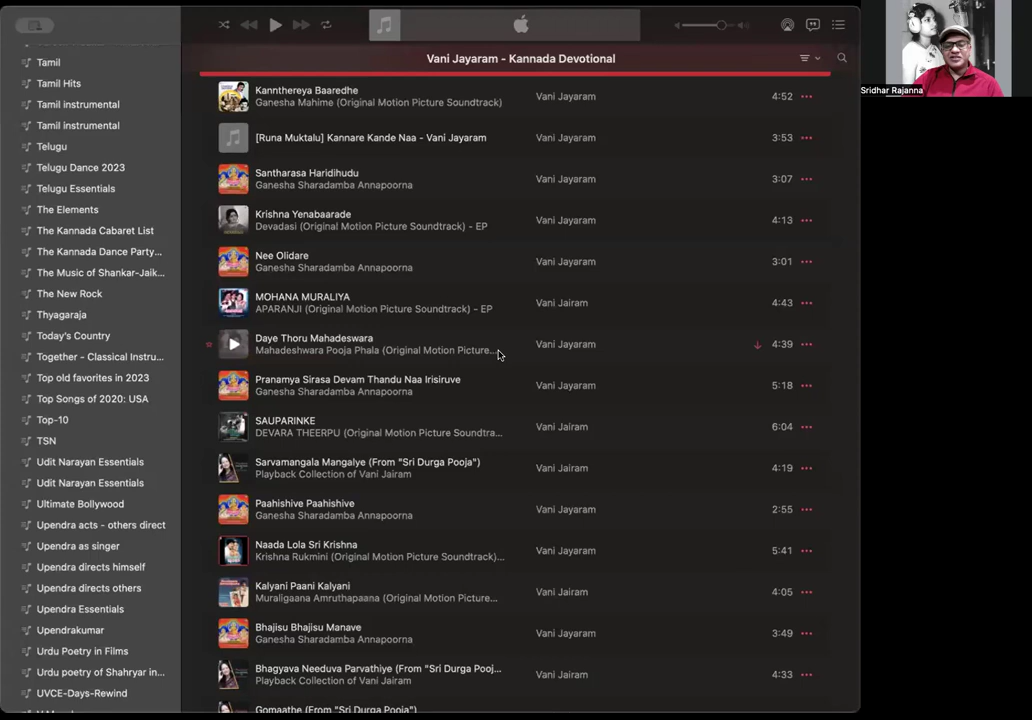 Vani Jayaram - Kannada Devotional
Sridhar Rajanna
Tamil
Tamil Hits
Tamil instrumental
Tamil instrumental
Telugu
Telugu Dance 2023
Telugu Essentials
The Elements
The Kannada Cabaret List
The Kannada Dance Party...
The Music of Shankar-Jaik...
The New Rock
Thyagaraja
Today's Country
Together - Classical Instru...
Top old favorites in 2023
Top Songs of 2020: USA
Top-10
TSN
Udit Narayan Essentials
Udit Narayan Essentials
Ultimate Bollywood
Upendra acts - others direct
Upendra as singer
Upendra directs himself
Upendra directs others
Upendra Essentials
Upendrakumar
Urdu Poetry in Films
Urdu poetry of Shahryar in...
UVCE-Days-Rewind
Kannthereya Baaredhe
Ganesha Mahime (Original Motion Picture Soundtrack)
Vani Jayaram 4:52
[Runa Muktalu] Kannare Kande Naa - Vani Jayaram
Vani Jayaram 3:53
Santharasa Haridihudu
Ganesha Sharadamba Annapoorna
Vani Jayaram 3:07
Krishna Yenabaarade
Devadasi (Original Motion Picture Soundtrack) - EP
Vani Jayaram 4:13
Nee Olidare
Ganesha Sharadamba Annapoorna
Vani Jayaram 3:01
MOHANA MURALIYA
APARANJI (Original Motion Picture Soundtrack) - EP
Vani Jairam 4:43
Daye Thoru Mahadeswara
Mahadeshwara Pooja Phala (Original Motion Picture...
Vani Jayaram 4:39
Pranamya Sirasa Devam Thandu Naa Irisiruve
Ganesha Sharadamba Annapoorna
Vani Jayaram 5:18
SAUPARINKE
DEVARA THEERPU (Original Motion Picture Soundtra...
Vani Jairam 6:04
Sarvamangala Mangalye (From "Sri Durga Pooja")
Playback Collection of Vani Jairam
Vani Jairam 4:19
Paahishive Paahishive
Ganesha Sharadamba Annapoorna
Vani Jayaram 2:55
Naada Lola Sri Krishna
Krishna Rukmini (Original Motion Picture Soundtrack)...
Vani Jairam 5:41
Kalyani Paani Kalyani
Muraligaana Amruthapaana (Original Motion Picture...
Vani Jairam 4:05
Bhajisu Bhajisu Manave
Ganesha Sharadamba Annapoorna
Vani Jayaram 3:49
Bhagyava Needuva Parvathiye (From "Sri Durga Pooj...
Playback Collection of Vani Jayaram
Vani Jairam 4:33
Gomaathe (From "Sri Durga Pooja")